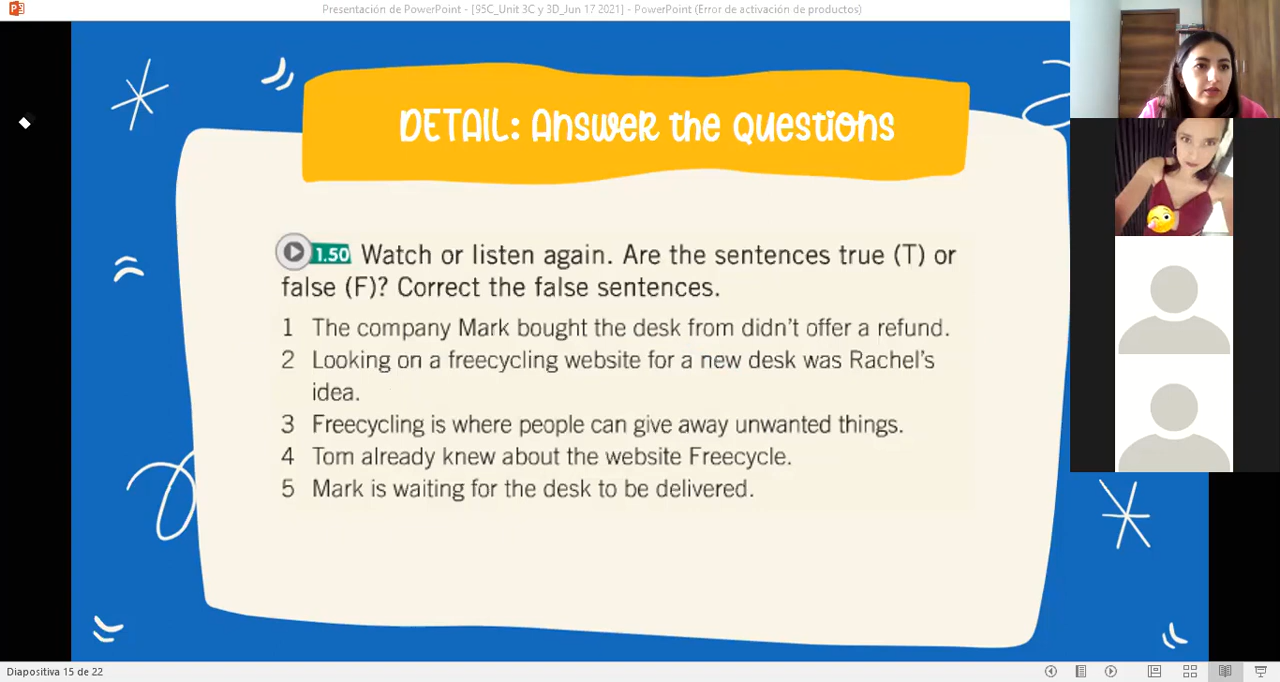 Presentación de PowerPoint - [95C_Unit 3C y 3D_Jun 17 2021] - PowerPoint (Error de activación de productos)
DETAIL: Answer the Questions
1.50 Watch or listen again. Are the sentences true (T) or
false (F)? Correct the false sentences.
1 The company Mark bought the desk from didn't offer a refund.
2 Looking on a freecycling website for a new desk was Rachel's
idea.
3 Freecycling is where people can give away unwanted things.
4 Tom already knew about the website Freecycle.
5 Mark is waiting for the desk to be delivered.
Diapositiva 15 de 22